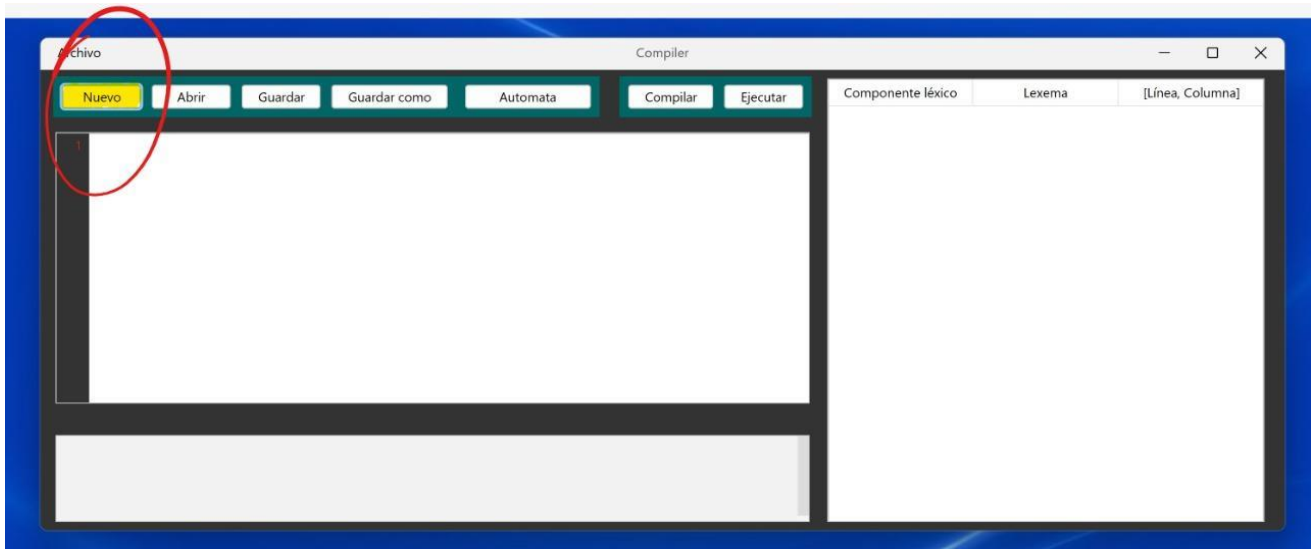 Archivo Compiler
Nuevo Abrir Guardar Guardar como Automata Compilar Ejecutar
Componente léxico Lexema [Línea, Columna]
1